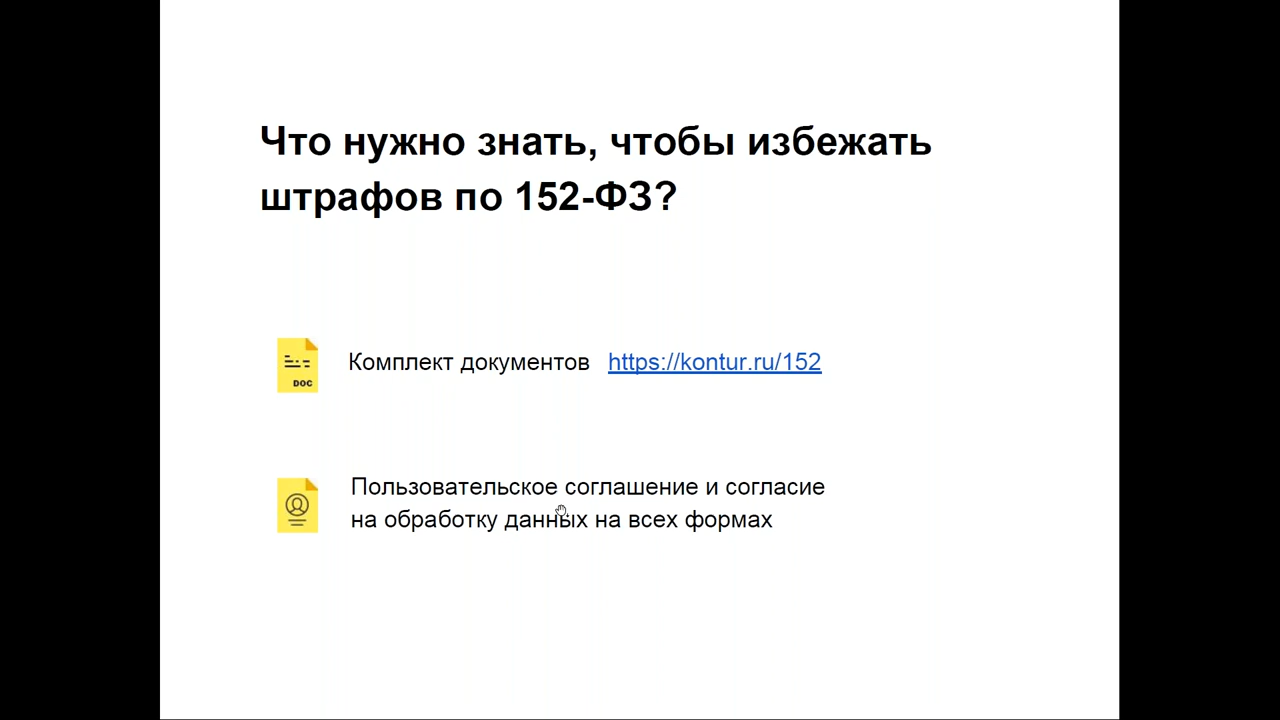 Что нужно знать, чтобы избежать
штрафов по 152-ФЗ?
DOC
Комплект документов https://kontur.ru/152
Пользовательское соглашение и согласие
на обработку данных на всех формах